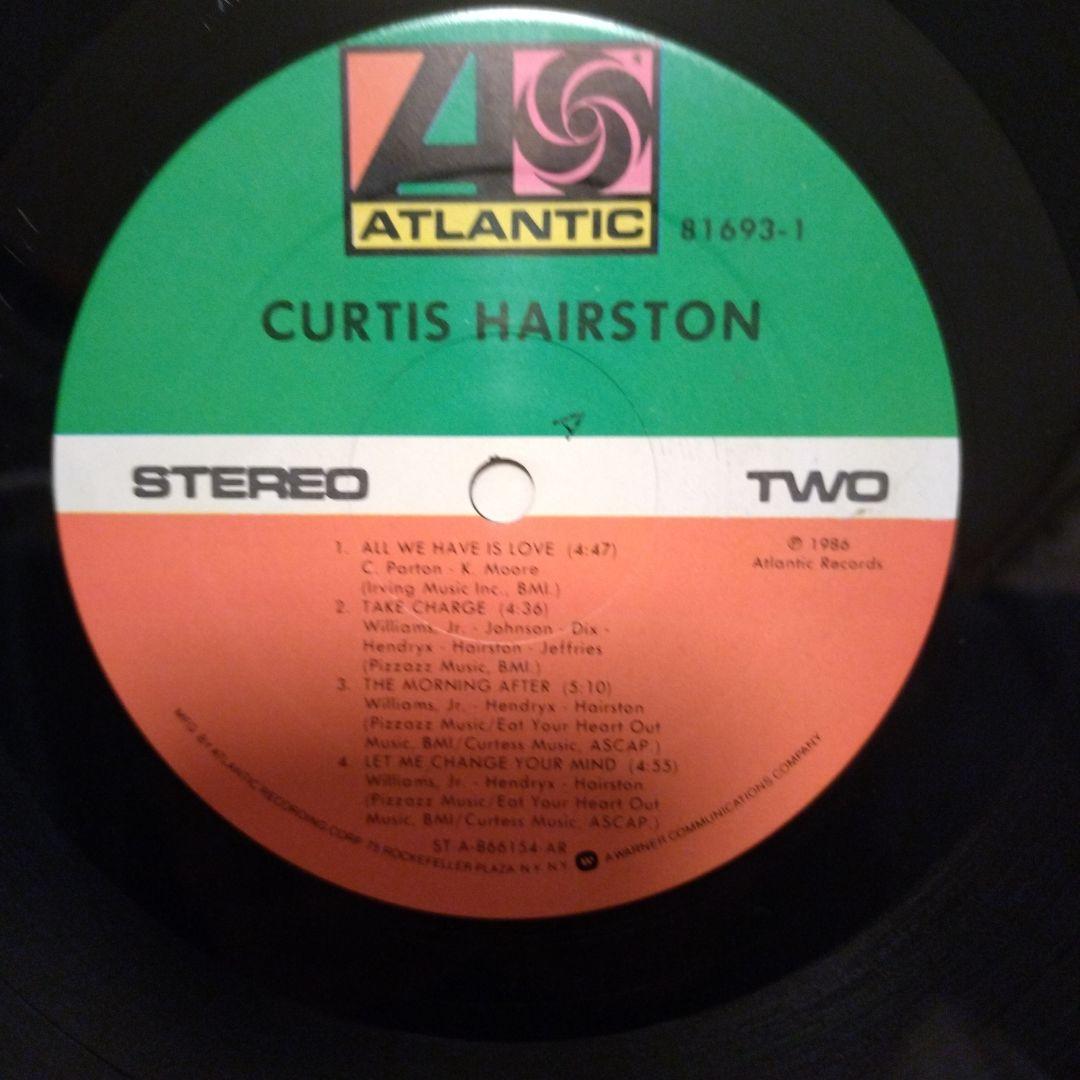 ATLANTIC
81693-1
CURTIS HAIRSTON
STEREO
TWO
℗ 1986
Atlantic Records
1. ALL WE HAVE IS LOVE (4:47)
C. Parton - K. Moore
(Irving Music Inc., BMI.)
2. TAKE CHARGE (4:36)
Williams, Jr. - Johnson - Dix -
Hendryx - Hairston - Jeffries
(Pizzazz Music, BMI.)
3. THE MORNING AFTER (5:10)
Williams, Jr. - Hendryx - Hairston
(Pizzazz Music/Eat Your Heart Out
Music, BMI/Curtess Music, ASCAP.)
4. LET ME CHANGE YOUR MIND (4:55)
Williams, Jr. - Hendryx - Hairston
(Pizzazz Music/Eat Your Heart Out
Music, BMI/Curtess Music, ASCAP.)
ST-A-866154-AR
MFG. BY ATLANTIC RECORDING CORP. 75 ROCKEFELLER PLAZA N.Y. N.Y. W A WARNER COMMUNICATIONS COMPANY